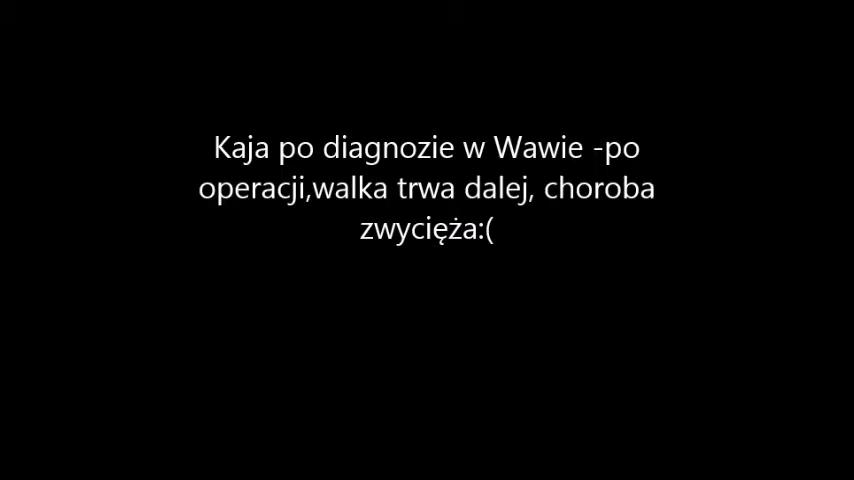 Kaja po diagnozie w Wawie -po
operacji,walka trwa dalej, choroba
zwycięża:(